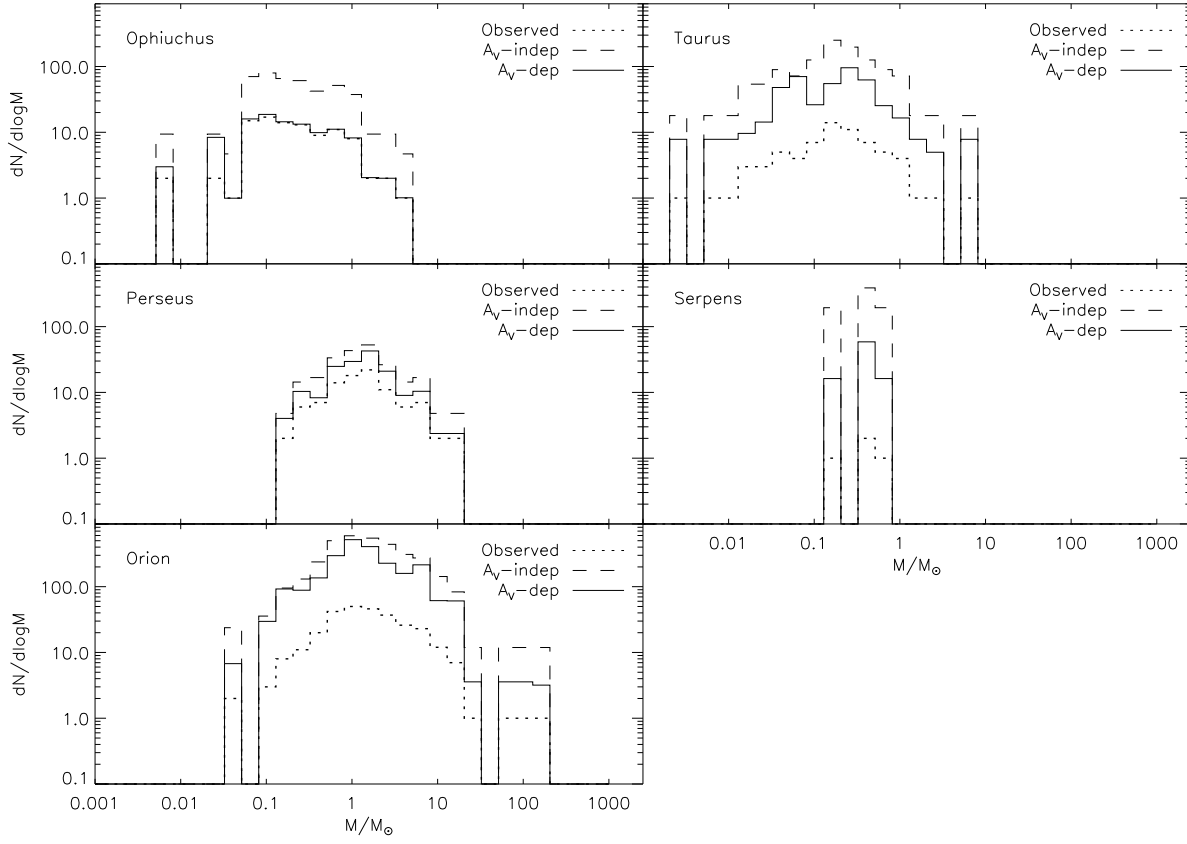 Ophiuchus
Observed
A_V-indep
A_V-dep
100.0
10.0
1.0
0.1
dN/dlogM
Taurus
Observed
A_V-indep
A_V-dep
Perseus
Observed
A_V-indep
A_V-dep
100.0
10.0
1.0
0.1
dN/dlogM
Serpens
Observed
A_V-indep
A_V-dep
0.01 0.1 1 10 100 1000
M/M☉
Orion
Observed
A_V-indep
A_V-dep
100.0
10.0
1.0
0.1
dN/dlogM
0.001 0.01 0.1 1 10 100 1000
M/M☉